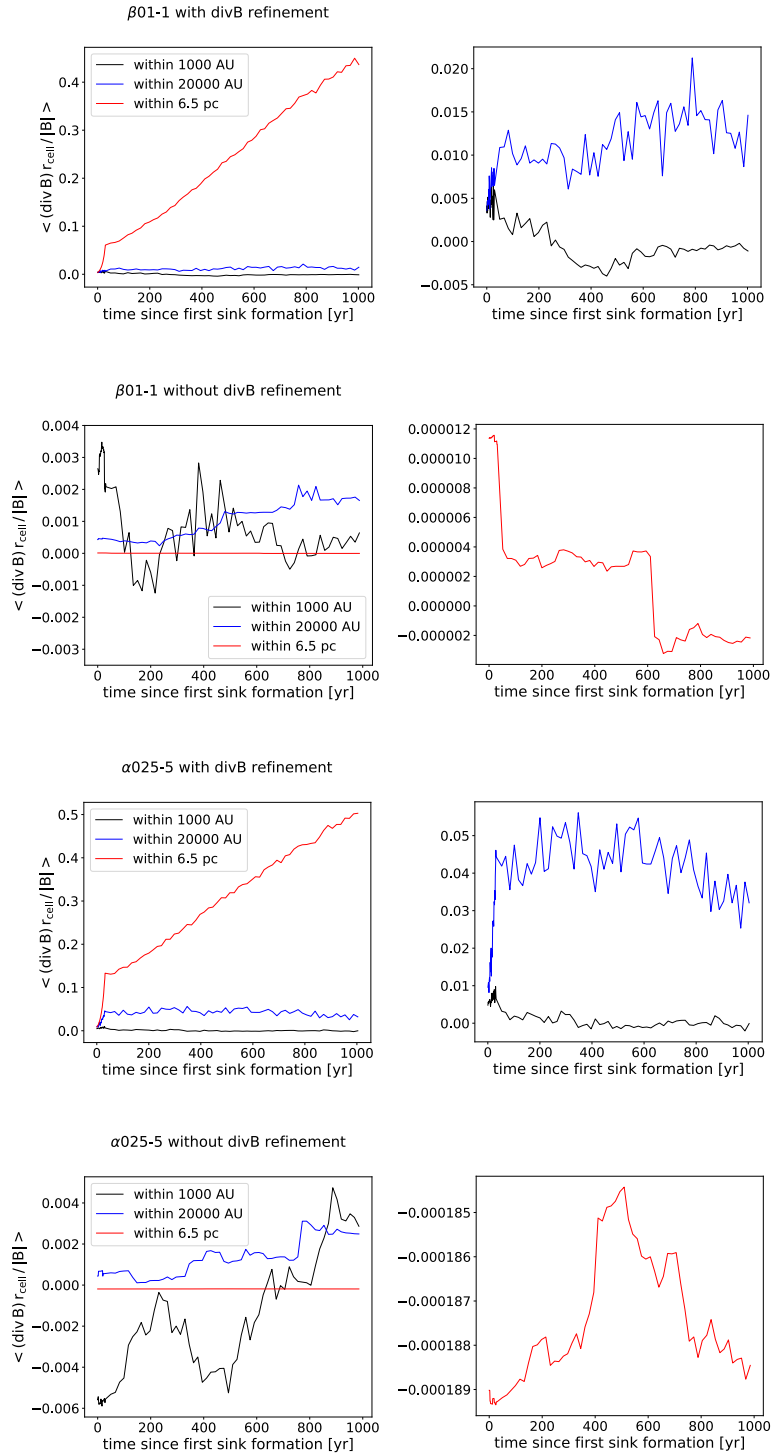 β01-1 with divB refinement
< (div B) r_cell/|B| >
0.4
0.3
0.2
0.1
0.0
within 1000 AU
within 20000 AU
within 6.5 pc
0 200 400 600 800 1000
time since first sink formation [yr]
0.020
0.015
0.010
0.005
0.000
−0.005
0 200 400 600 800 1000
time since first sink formation [yr]
β01-1 without divB refinement
< (div B) r_cell/|B| >
0.004
0.003
0.002
0.001
0.000
−0.001
−0.002
−0.003
within 1000 AU
within 20000 AU
within 6.5 pc
0 200 400 600 800 1000
time since first sink formation [yr]
0.000012
0.000010
0.000008
0.000006
0.000004
0.000002
0.000000
−0.000002
0 200 400 600 800 1000
time since first sink formation [yr]
α025-5 with divB refinement
< (div B) r_cell/|B| >
0.5
0.4
0.3
0.2
0.1
0.0
within 1000 AU
within 20000 AU
within 6.5 pc
0 200 400 600 800 1000
time since first sink formation [yr]
0.05
0.04
0.03
0.02
0.01
0.00
0 200 400 600 800 1000
time since first sink formation [yr]
α025-5 without divB refinement
< (div B) r_cell/|B| >
0.004
0.002
0.000
−0.002
−0.004
−0.006
within 1000 AU
within 20000 AU
within 6.5 pc
0 200 400 600 800 1000
time since first sink formation [yr]
−0.000185
−0.000186
−0.000187
−0.000188
−0.000189
0 200 400 600 800 1000
time since first sink formation [yr]